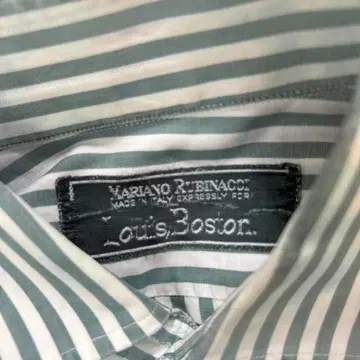 MARIANO RUBINACCI
MADE IN ITALY EXPRESSLY FOR
Louis, Boston.